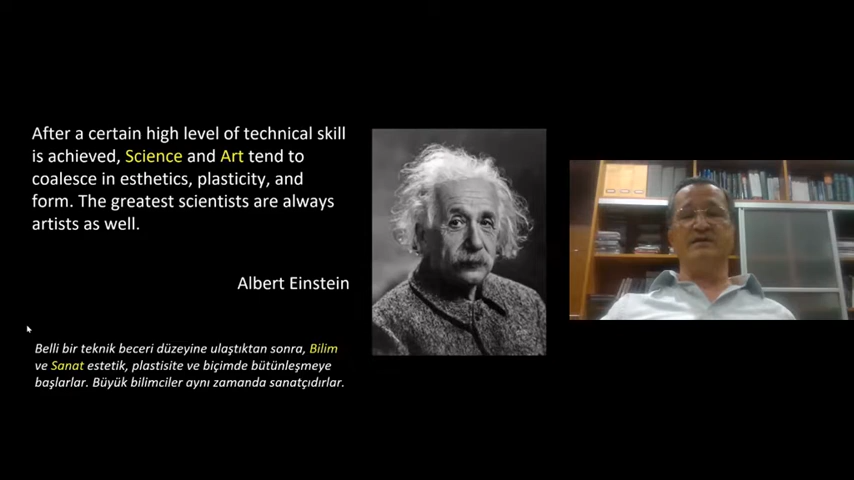 After a certain high level of technical skill
is achieved, Science and Art tend to
coalesce in esthetics, plasticity, and
form. The greatest scientists are always
artists as well.
Albert Einstein
Belli bir teknik beceri düzeyine ulaştıktan sonra, Bilim
ve Sanat estetik, plastisite ve biçimde bütünleşmeye
başlarlar. Büyük bilimciler aynı zamanda sanatçıdırlar.